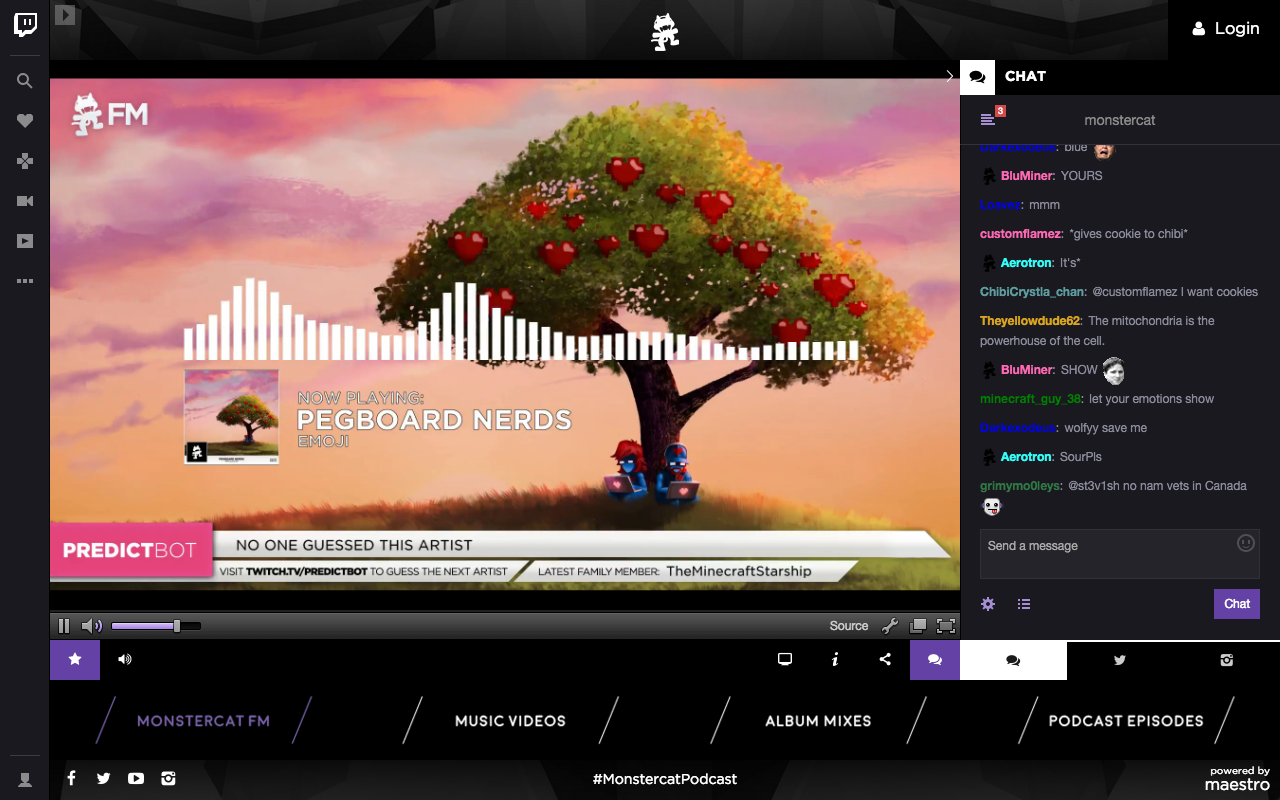 Login
FM
NOW PLAYING:
PEGBOARD NERDS
EMOJI
PREDICTBOT
NO ONE GUESSED THIS ARTIST
VISIT TWITCH.TV/PREDICTBOT TO GUESS THE NEXT ARTIST
LATEST FAMILY MEMBER: TheMinecraftStarship
Source
CHAT
3
monstercat
: blue
BluMiner: YOURS
Loavez: mmm
customflamez: *gives cookie to chibi*
Aerotron: It's*
ChibiCrystla_chan: @customflamez I want cookies
Theyellowdude62: The mitochondria is the
powerhouse of the cell.
BluMiner: SHOW
minecraft_guy_38: let your emotions show
: wolfyy save me
Aerotron: SourPls
grimymo0leys: @st3v1sh no nam vets in Canada
Send a message
Chat
MONSTERCAT FM
MUSIC VIDEOS
ALBUM MIXES
PODCAST EPISODES
#MonstercatPodcast
powered by
maestro